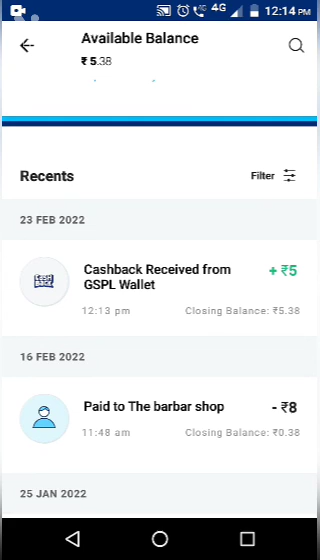 4G 12:14 PM
Available Balance
₹ 5.38
Recents
Filter
23 FEB 2022
Cashback Received from
GSPL Wallet
+ ₹5
12:13 pm
Closing Balance: ₹5.38
16 FEB 2022
Paid to The barbar shop
- ₹8
11:48 am
Closing Balance: ₹0.38
25 JAN 2022